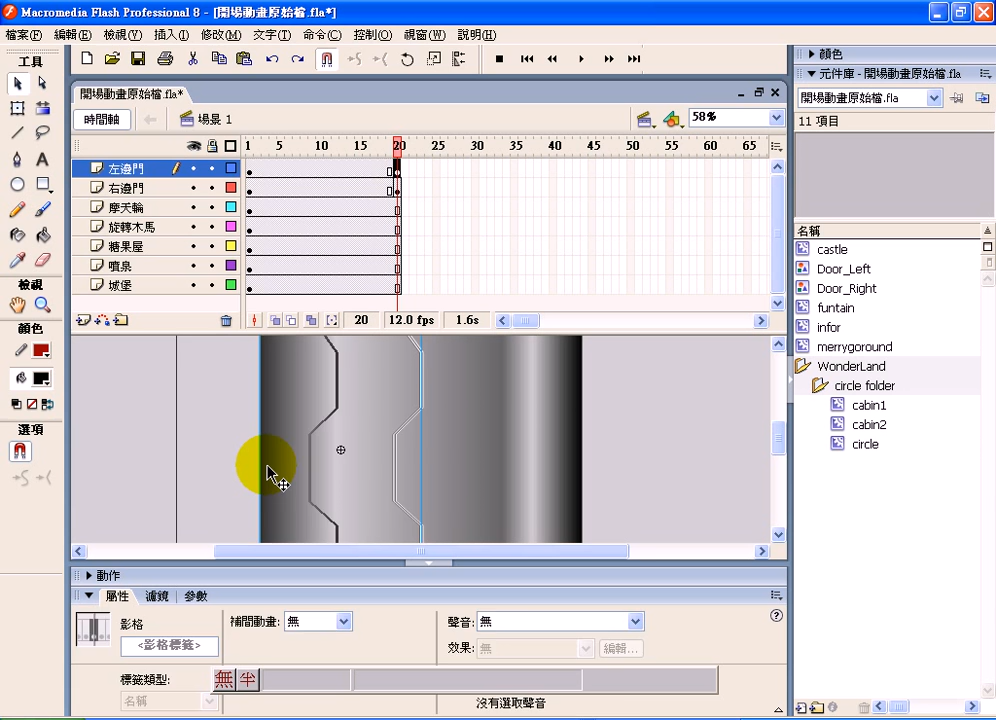 Macromedia Flash Professional 8 - [開場動畫原始檔.fla*]
檔案(F) 編輯(E) 檢視(V) 插入(I) 修改(M) 文字(T) 命令(C) 控制(O) 視窗(W) 說明(H)
工具
檢視
顏色
選項
開場動畫原始檔.fla*
時間軸
場景 1
58%
1 5 10 15 20 25 30 35 40 45 50 55 60 65
左邊門
右邊門
摩天輪
旋轉木馬
糖果屋
噴泉
城堡
20 12.0 fps 1.6s
動作
屬性 濾鏡 參數
影格
<影格標籤>
標籤類型:
名稱
補間動畫: 無
聲音: 無
效果: 無 編輯...
無 半
沒有選取聲音
顏色
元件庫 - 開場動畫原始檔.fla
開場動畫原始檔.fla
11 項目
名稱
castle
Door_Left
Door_Right
funtain
infor
merrygoround
WonderLand
circle folder
cabin1
cabin2
circle